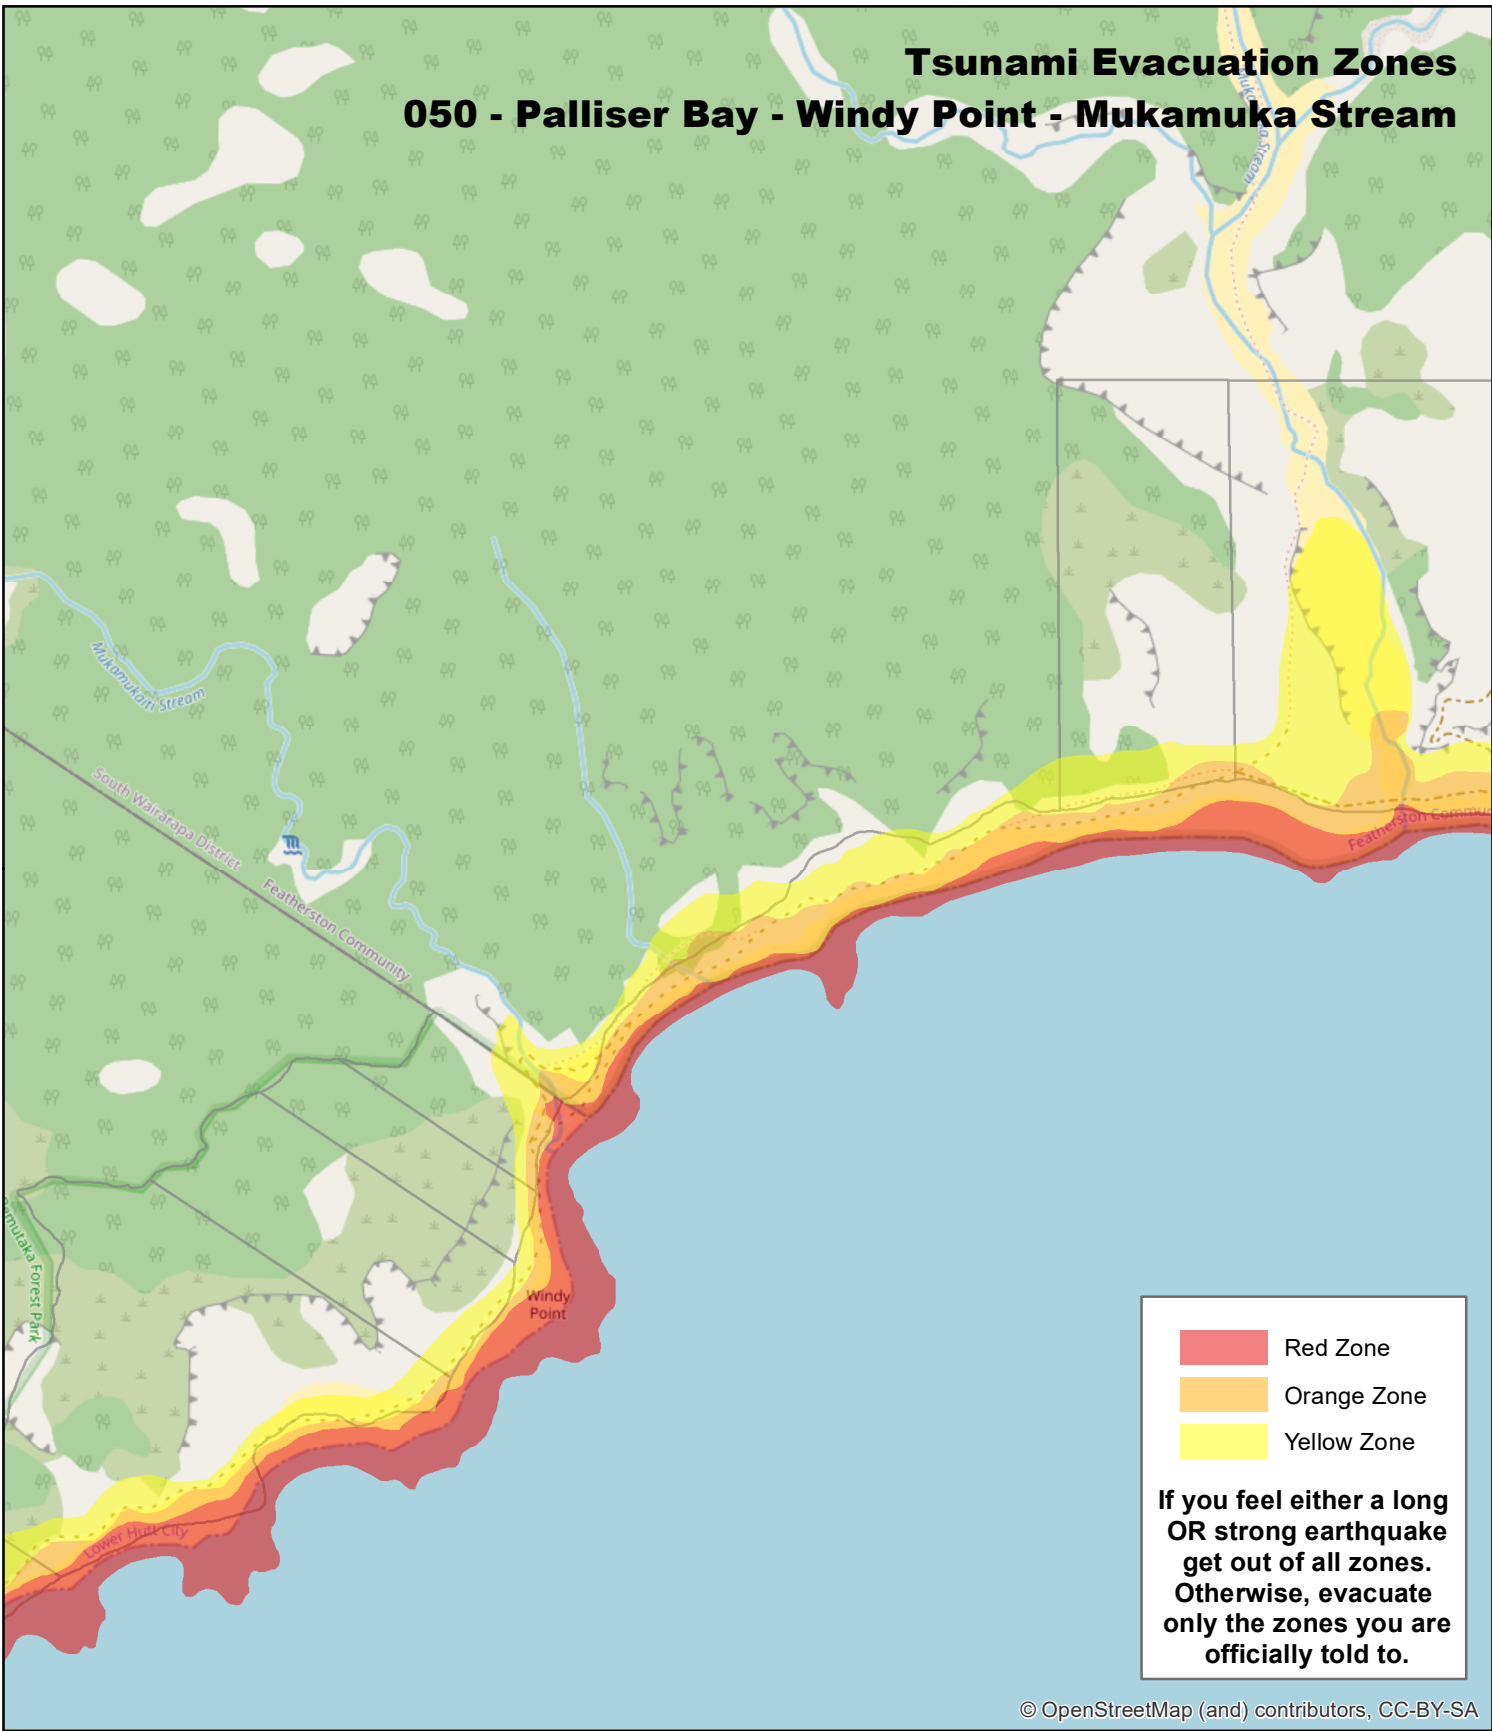 Tsunami Evacuation Zones
050 - Palliser Bay - Windy Point - Mukamuka Stream
Mukamukaiti Stream
South Wairarapa District
Featherston Community
Windy
Point
Lower Hutt City
Forest Park
Red Zone
Orange Zone
Yellow Zone
If you feel either a long
OR strong earthquake
get out of all zones.
Otherwise, evacuate
only the zones you are
officially told to.
© OpenStreetMap (and) contributors, CC-BY-SA